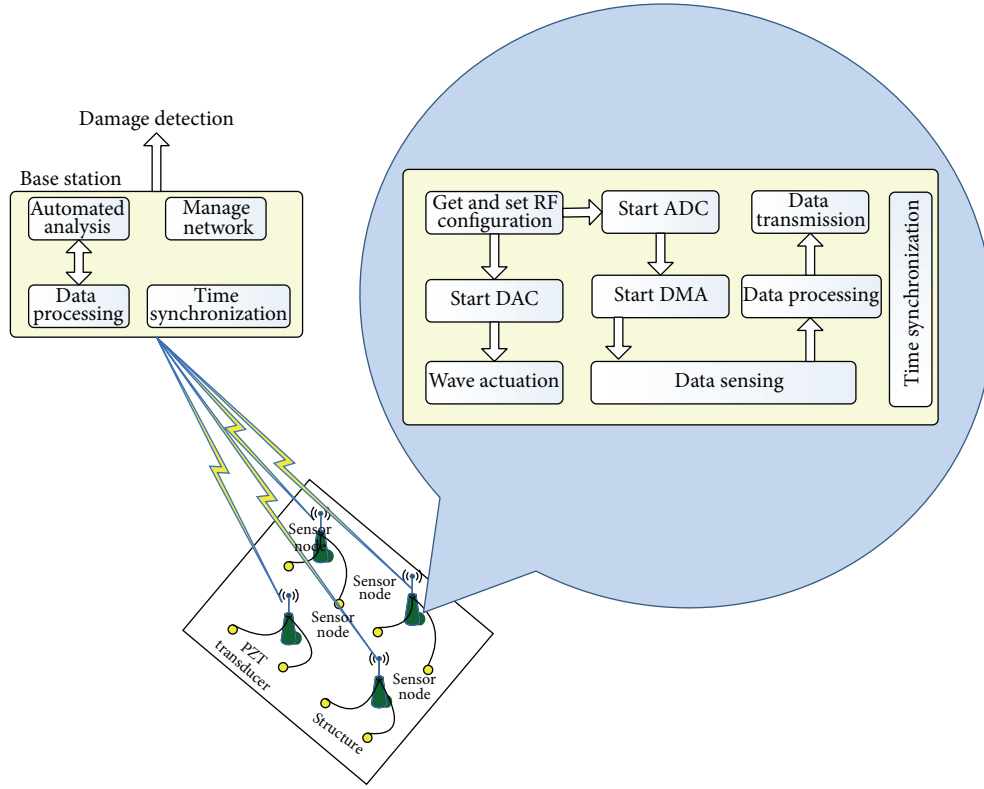 Damage detection
Base station
Automated
analysis
Manage
network
Data
processing
Time
synchronization
Get and set RF
configuration
Start ADC
Data
transmission
Start DAC
Start DMA
Data processing
Wave actuation
Data sensing
Time synchronization
Sensor
node
Sensor
node
Sensor
node
Sensor
node
PZT
transducer
Structure